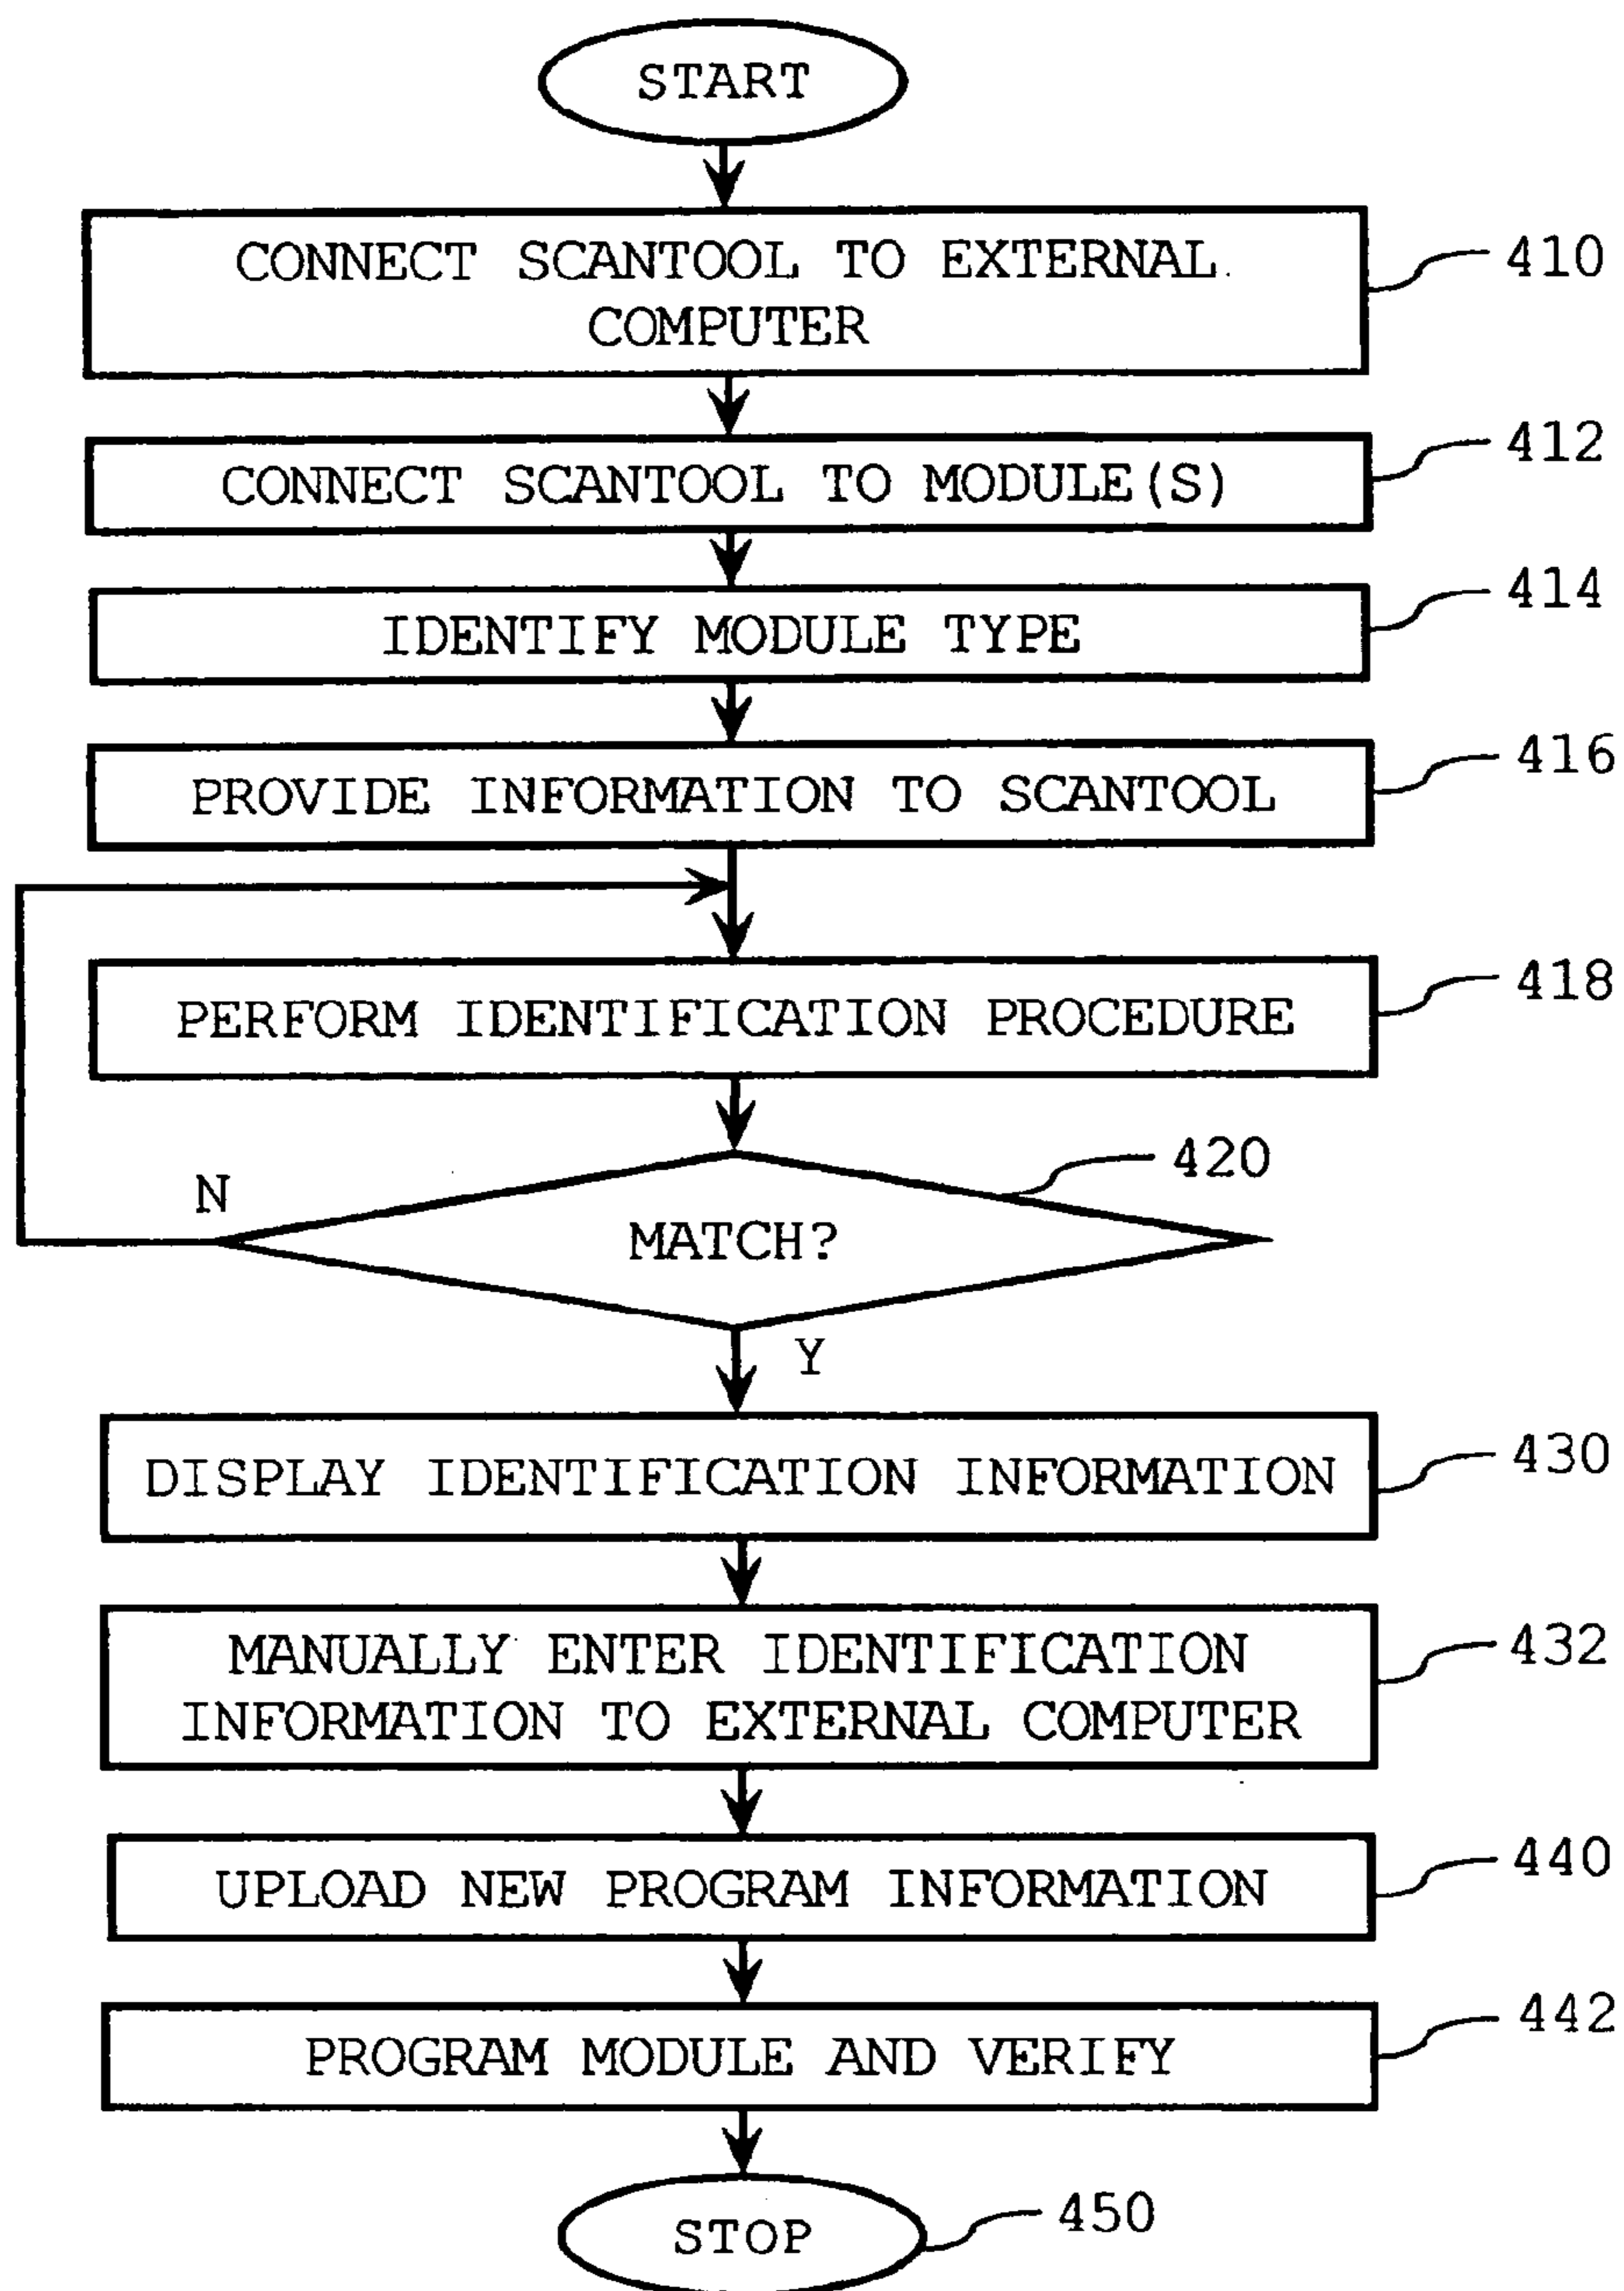 START
CONNECT SCANTOOL TO EXTERNAL
COMPUTER
410
CONNECT SCANTOOL TO MODULE(S)
412
IDENTIFY MODULE TYPE
414
PROVIDE INFORMATION TO SCANTOOL
416
PERFORM IDENTIFICATION PROCEDURE
418
420
N
MATCH?
Y
DISPLAY IDENTIFICATION INFORMATION
430
MANUALLY ENTER IDENTIFICATION
INFORMATION TO EXTERNAL COMPUTER
432
UPLOAD NEW PROGRAM INFORMATION
440
PROGRAM MODULE AND VERIFY
442
STOP
450